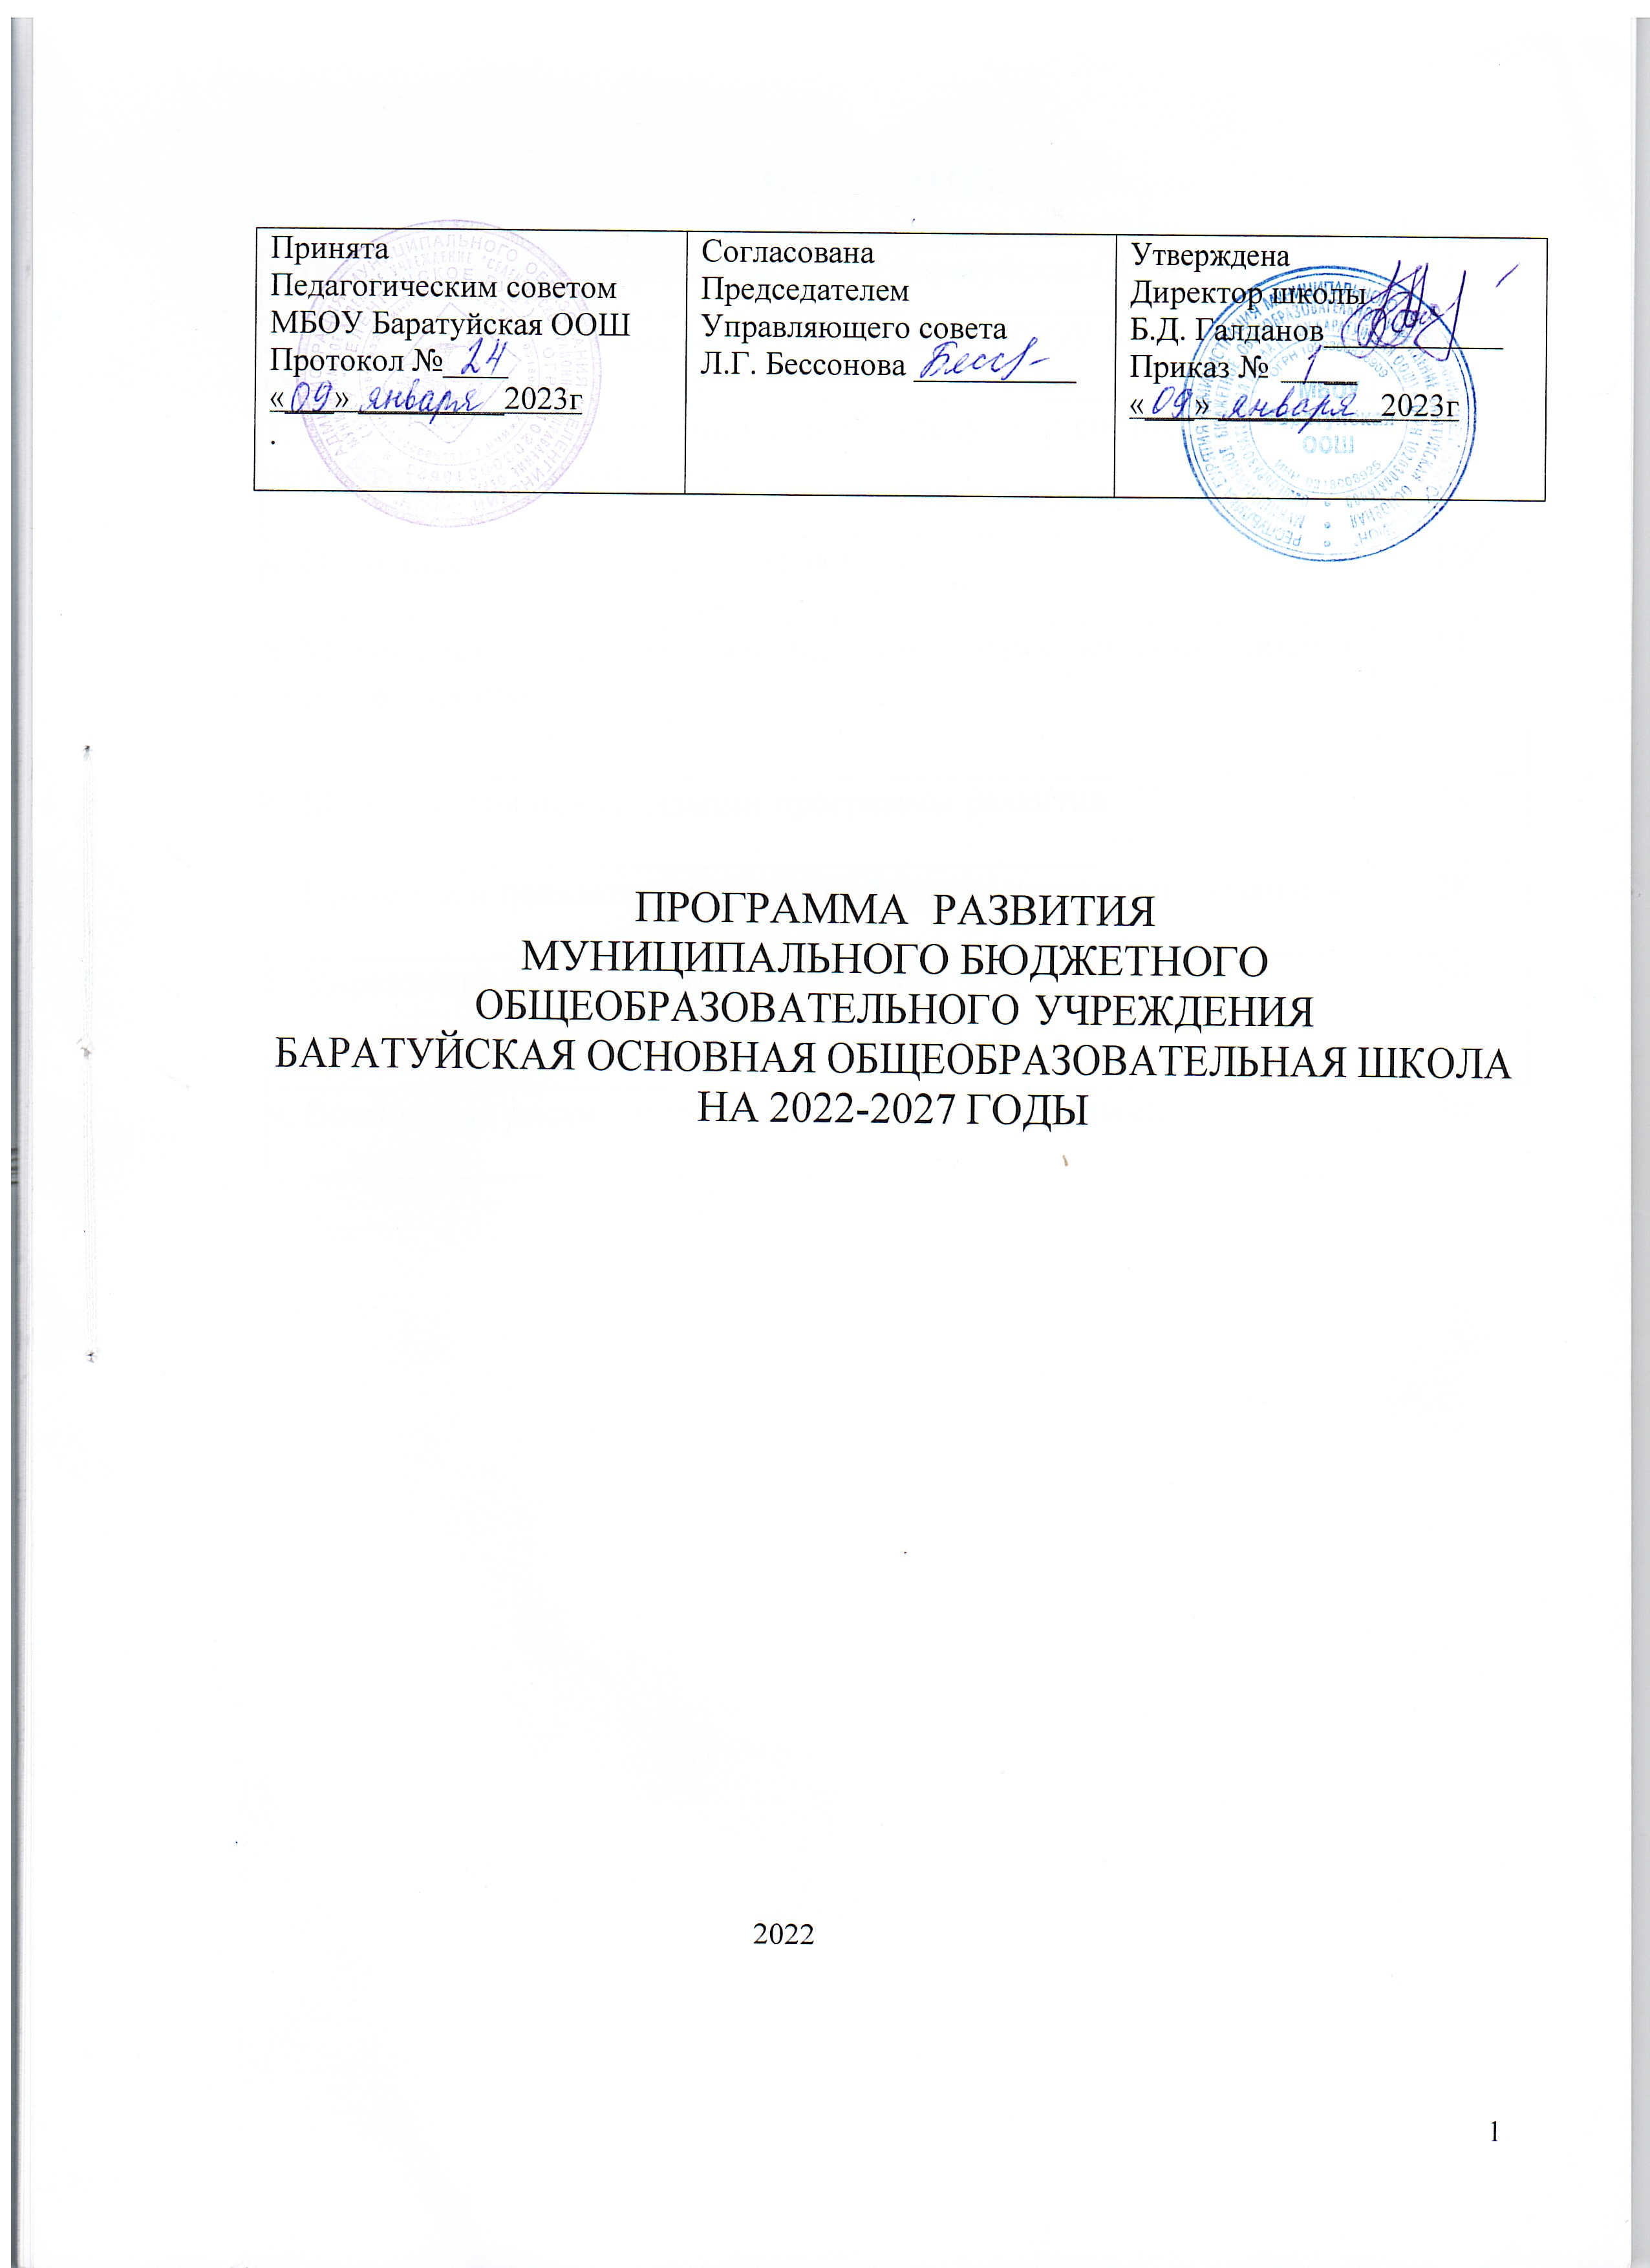 Принята
Педагогическим советом
МБОУ Баратуйская ООШ
Протокол № 24
«09» января 2023г
.
Согласована
Председателем
Управляющего совета
Л.Г. Бессонова
Утверждена
Директор школы
Б.Д. Галданов
Приказ № 1
«09» января 2023г
ООШ
ПРОГРАММА РАЗВИТИЯ
МУНИЦИПАЛЬНОГО БЮДЖЕТНОГО
ОБЩЕОБРАЗОВАТЕЛЬНОГО УЧРЕЖДЕНИЯ
БАРАТУЙСКАЯ ОСНОВНАЯ ОБЩЕОБРАЗОВАТЕЛЬНАЯ ШКОЛА
НА 2022-2027 ГОДЫ
2022
1